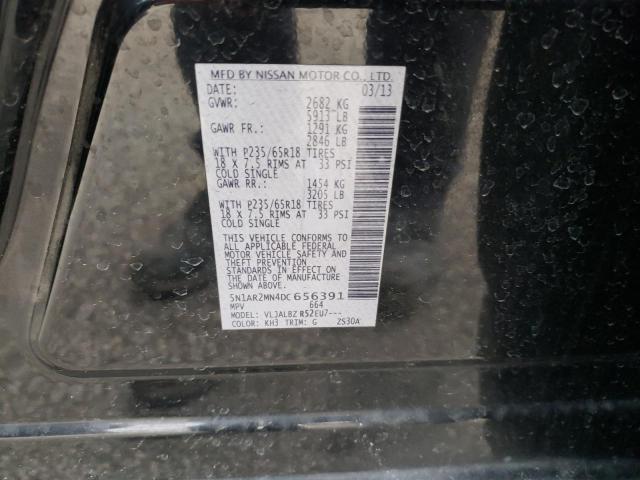 MFD BY NISSAN MOTOR CO., LTD.
DATE: 03/13
GVWR: 2682 KG
5913 LB
GAWR FR.: 1291 KG
2846 LB
WITH P235/65R18 TIRES
18 X 7.5 RIMS AT 33 PSI
COLD SINGLE
GAWR RR.: 1454 KG
3205 LB
WITH P235/65R18 TIRES
18 X 7.5 RIMS AT 33 PSI
COLD SINGLE
THIS VEHICLE CONFORMS TO
ALL APPLICABLE FEDERAL
MOTOR VEHICLE SAFETY AND
THEFT PREVENTION
STANDARDS IN EFFECT ON
THE DATE OF MANUFACTURE
SHOWN ABOVE.
5N1AR2MN4DC656391
MPV 664
MODEL: VLJALBZ R52EU7---
COLOR: KH3 TRIM: G ZS30A